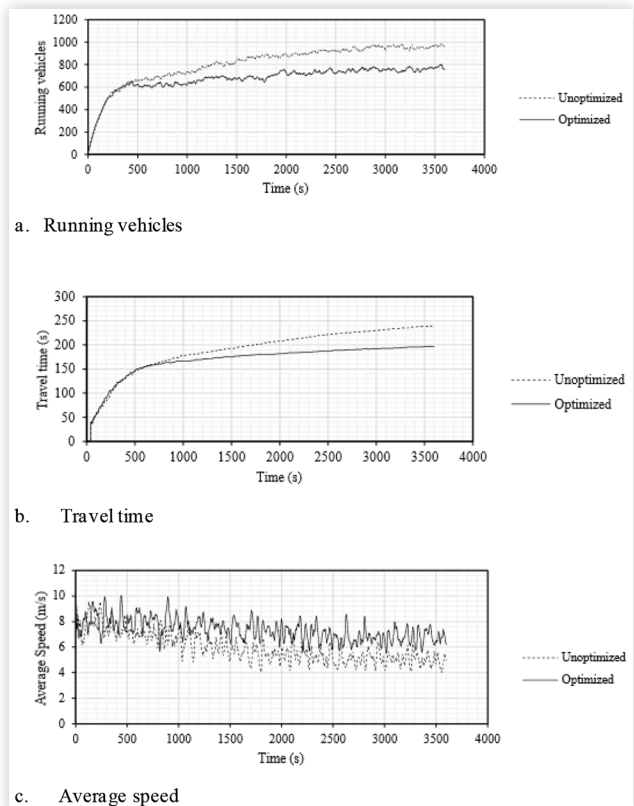 1200
1000
800
600
400
200
0
Ruuning vehicles
0 500 1000 1500 2000 2500 3000 3500 4000
Time (s)
Unoptimized
Optimized
a. Running vehicles
300
250
200
150
100
50
0
Travel time (s)
0 500 1000 1500 2000 2500 3000 3500 4000
Time (s)
Unoptimized
Optimized
b. Travel time
12
10
8
6
4
2
0
Average Speed (m/s)
0 500 1000 1500 2000 2500 3000 3500 4000
Time (s)
Unoptimized
Optimized
c. Average speed